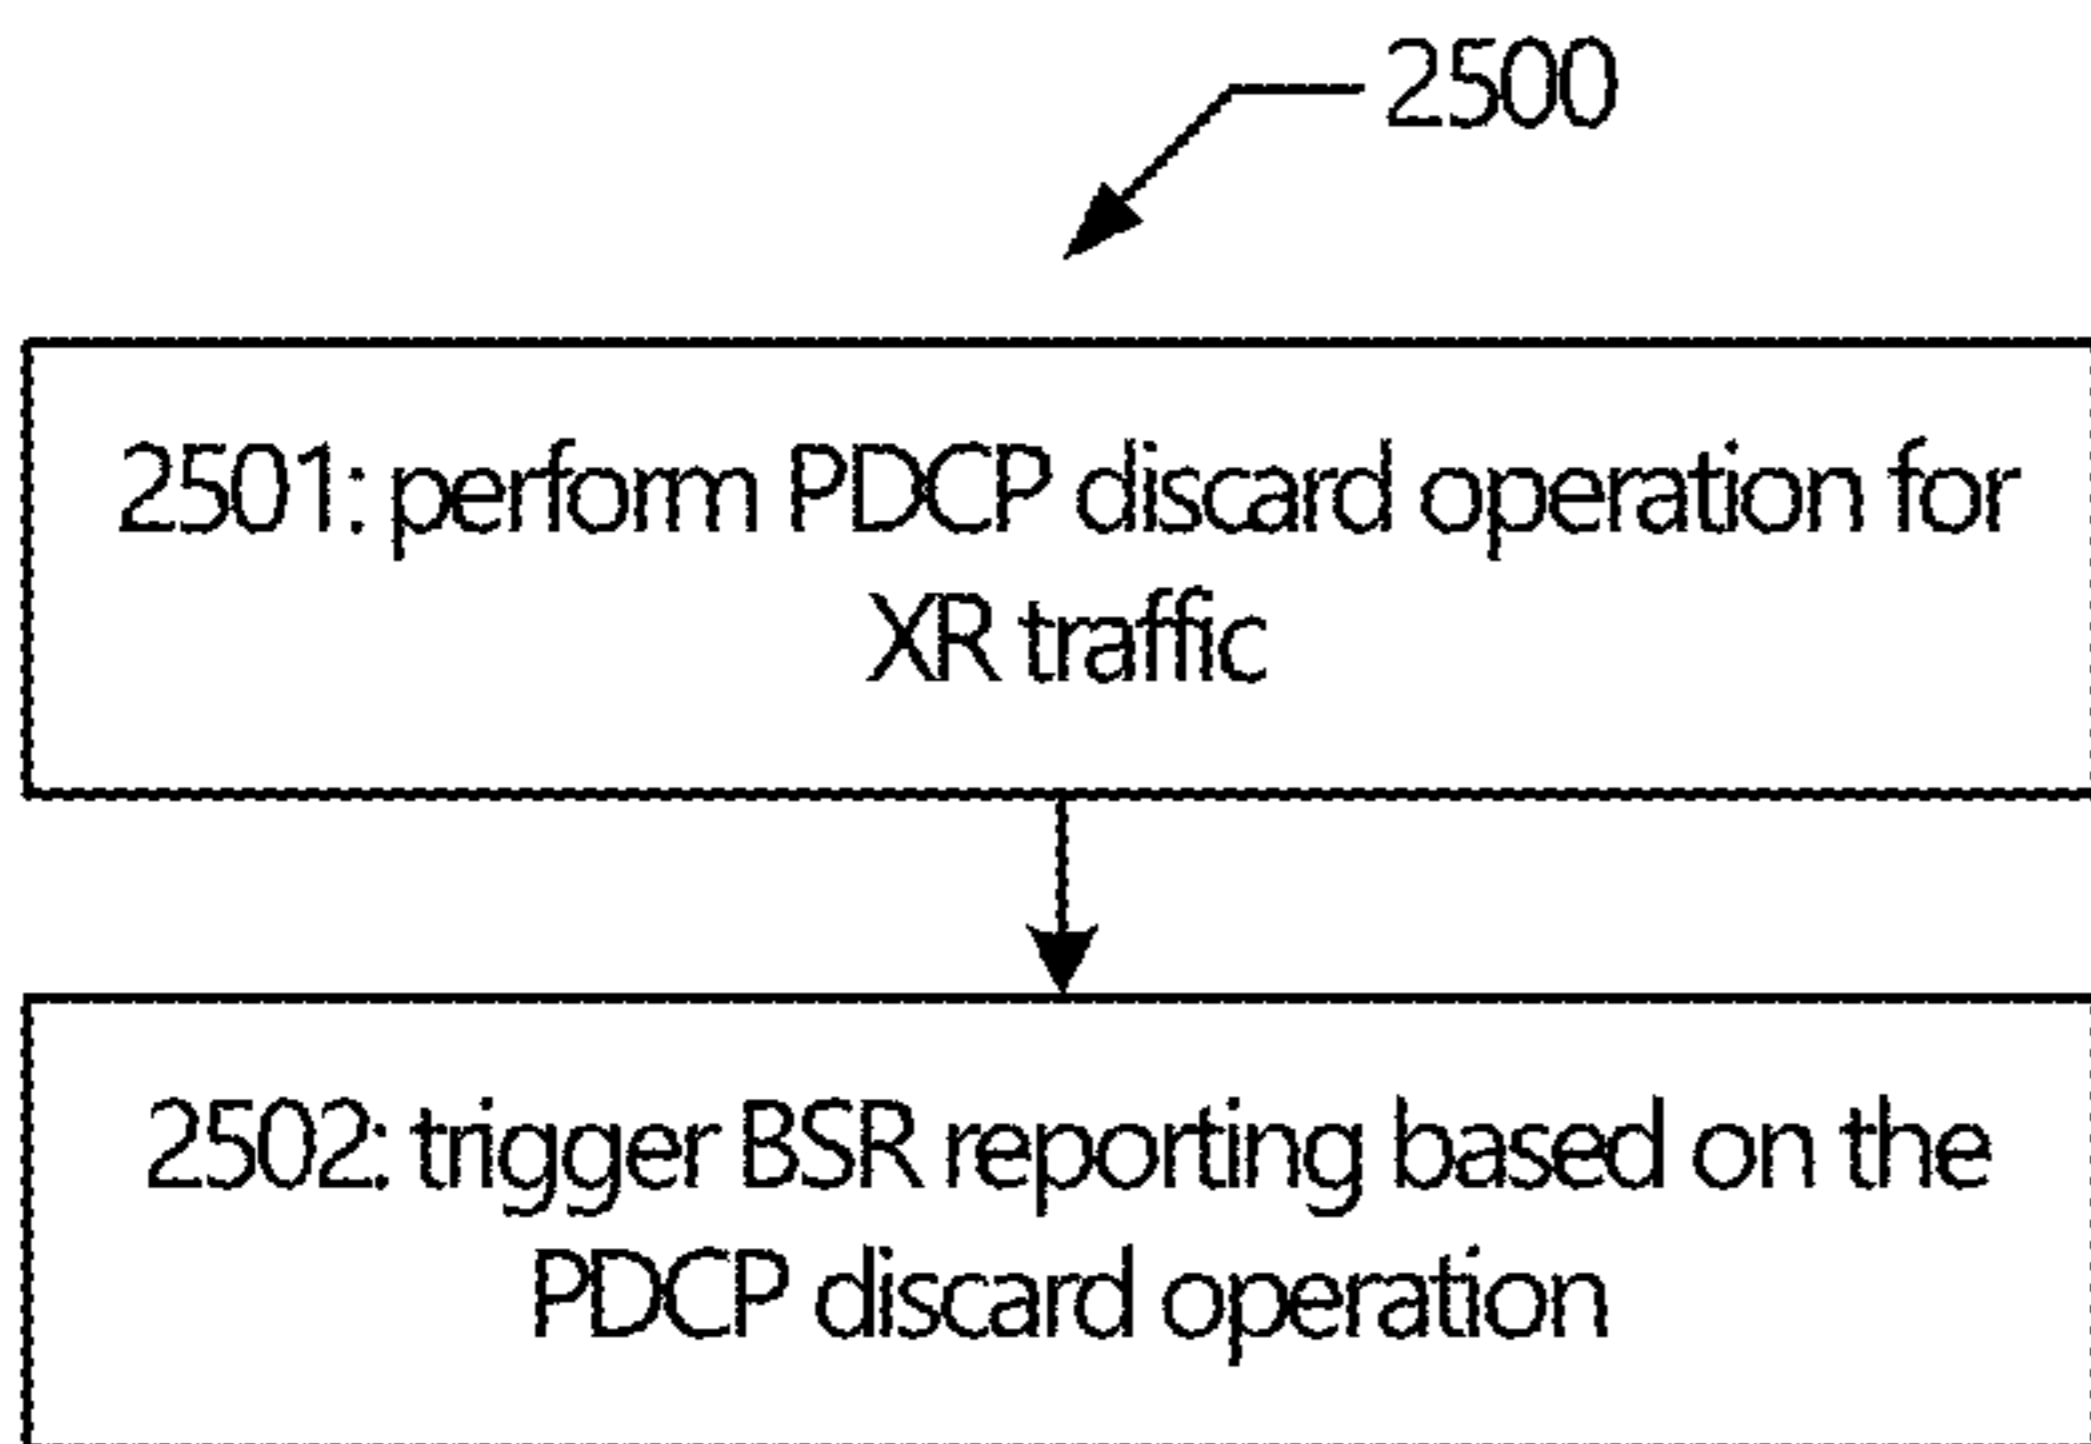 2500
2501: perform PDCP discard operation for
XR traffic
2502: trigger BSR reporting based on the
PDCP discard operation